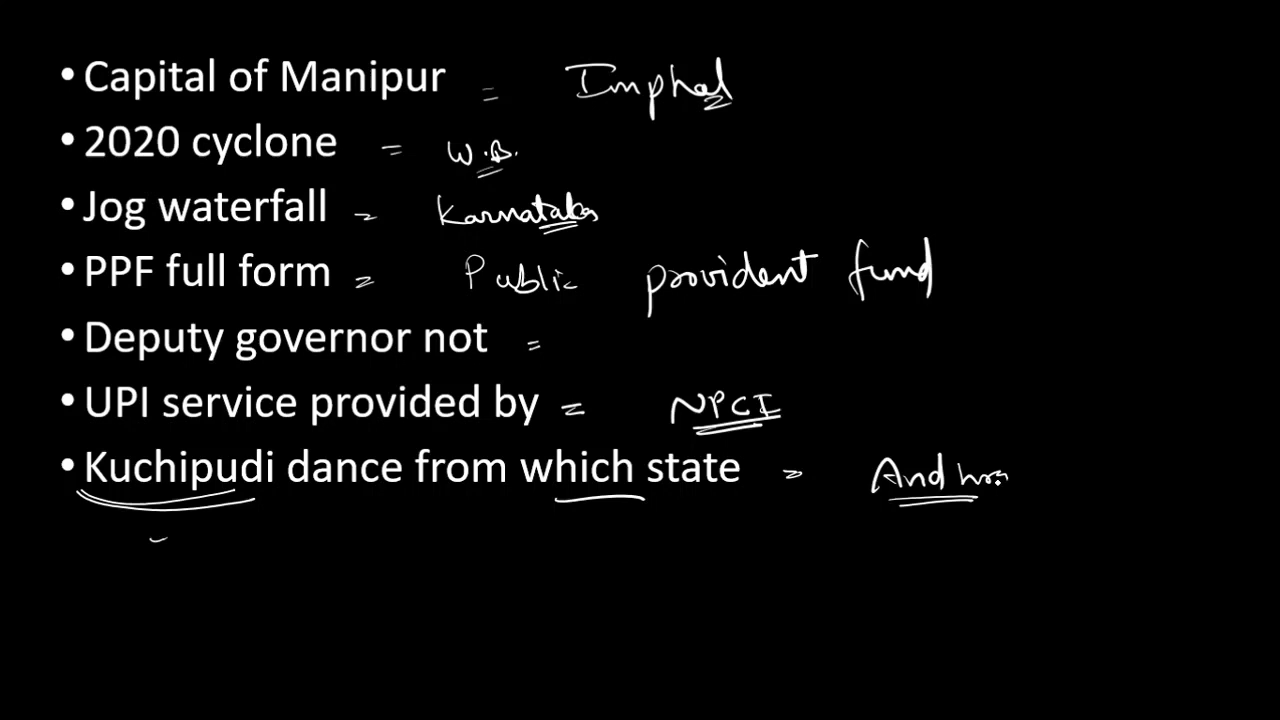 • Capital of Manipur = Imphal
• 2020 cyclone = W.B.
• Jog waterfall = Karnataka
• PPF full form = Public provident fund
• Deputy governor not =
• UPI service provided by = NPCI
• Kuchipudi dance from which state = Andhra